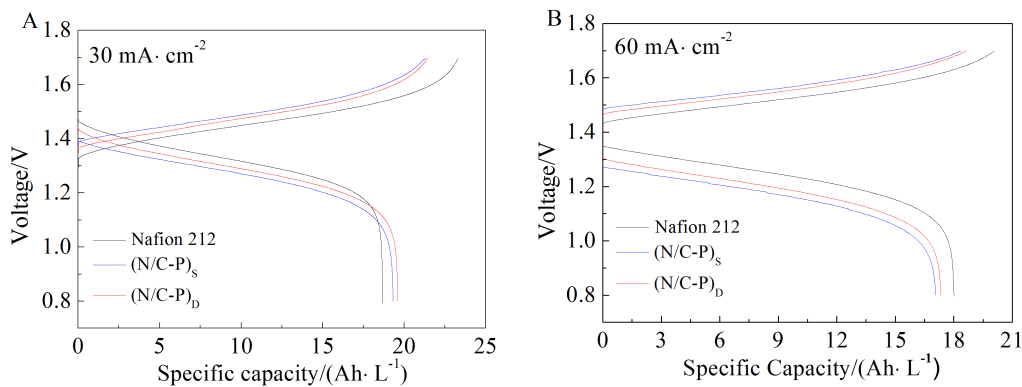 A
30 mA· cm⁻²
Voltage/V
1.8
1.6
1.4
1.2
1.0
0.8
Nafion 212
(N/C-P)S
(N/C-P)D
0 5 10 15 20 25
Specific capacity/(Ah· L⁻¹)
B
60 mA· cm⁻²
Voltage/V
1.8
1.6
1.4
1.2
1.0
0.8
Nafion 212
(N/C-P)S
(N/C-P)D
0 3 6 9 12 15 18 21
Specific Capacity/(Ah· L⁻¹)